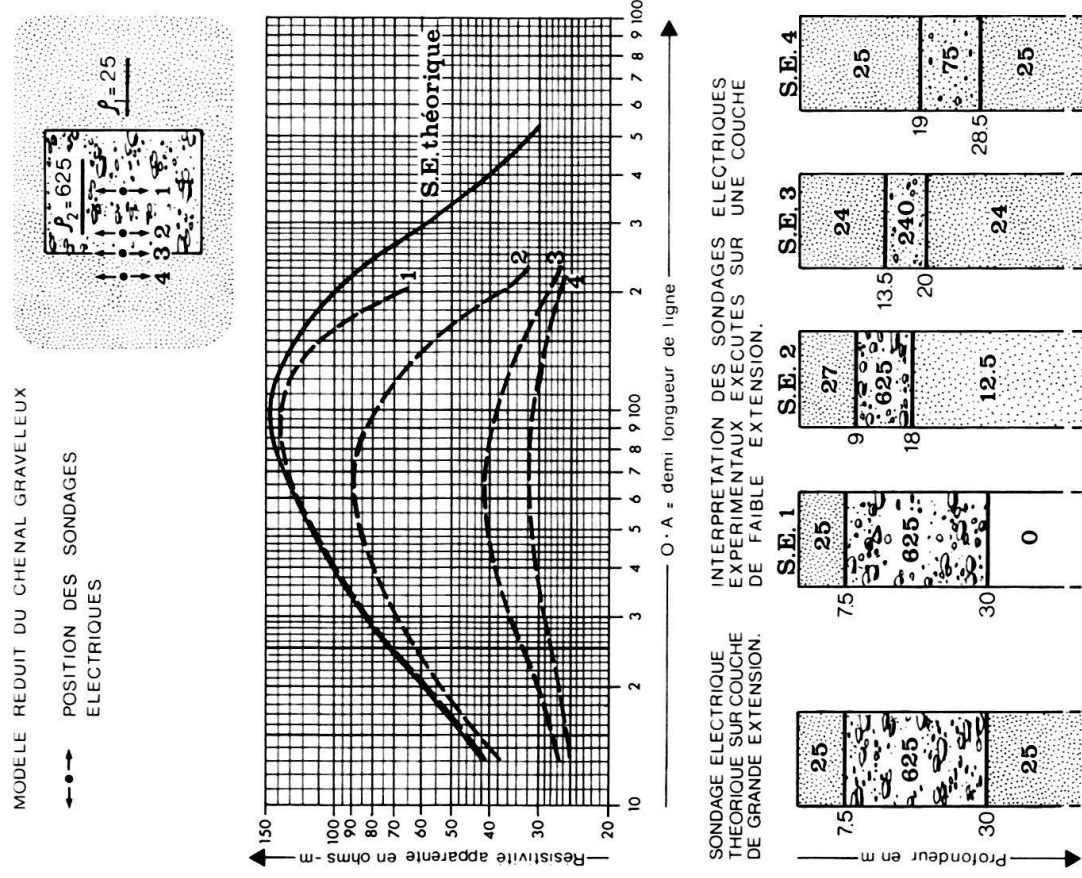 MODELE REDUIT DU CHENAL GRAVELEUX
POSITION DES SONDAGES
ELECTRIQUES
ρ2=625
ρ1=25
4 3 2 1
Résistivité apparente en ohms-m
150
100
90
80
70
60
50
40
30
20
S.E.théorique
1
2
3
4
10 2 3 4 5 6 7 8 9 100 2 3 4 5 6 7 8 9 100
O·A = demi longueur de ligne
SONDAGE ELECTRIQUE
THEORIQUE SUR COUCHE
DE GRANDE EXTENSION.
INTERPRETATION DES SONDAGES ELECTRIQUES
EXPERIMENTAUX EXECUTES SUR UNE COUCHE
DE FAIBLE EXTENSION.
Profondeur en m
25
7.5
625
30
25
S.E. 1
25
7.5
625
30
0
S.E. 2
27
9
625
18
12.5
S.E. 3
24
13.5
240
20
24
S.E. 4
25
19
75
28.5
25